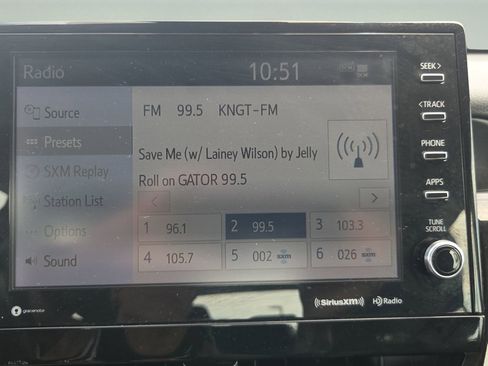 Radio
10:51
SEEK >
Source
FM 99.5 KNGT-FM
< TRACK
Presets
Save Me (w/ Lainey Wilson) by Jelly
Roll on GATOR 99.5
SXM Replay
PHONE
Station List
< >
APPS
Options
1 96.1 2 99.5 3 103.3
TUNE
SCROLL
Sound
4 105.7 5 002 sxm 6 026 sxm
gracenote
SiriusXM HD Radio